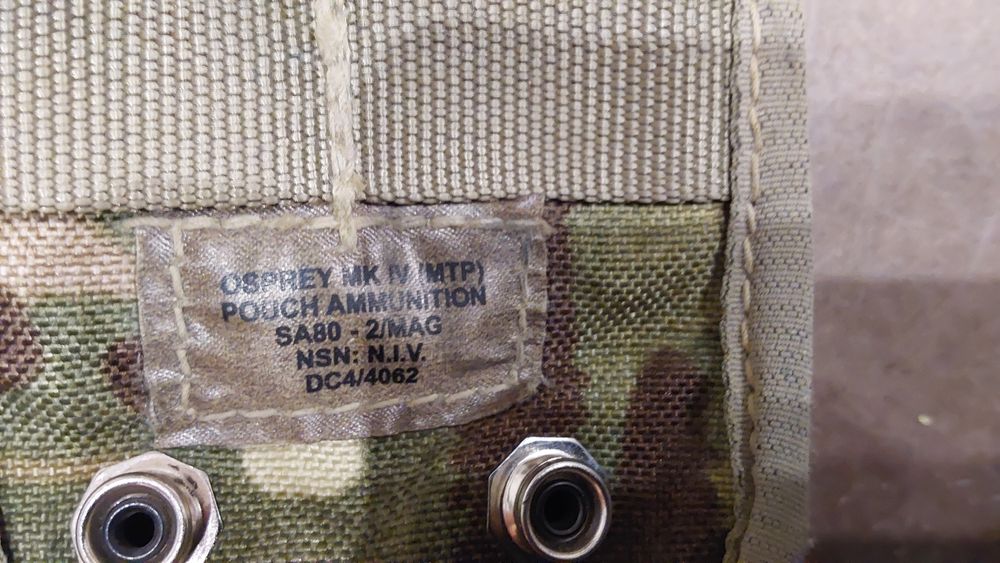 OSPREY MK IV (MTP)
POUCH AMMUNITION
SA80 - 2/MAG
NSN: N.I.V.
DC4/4062